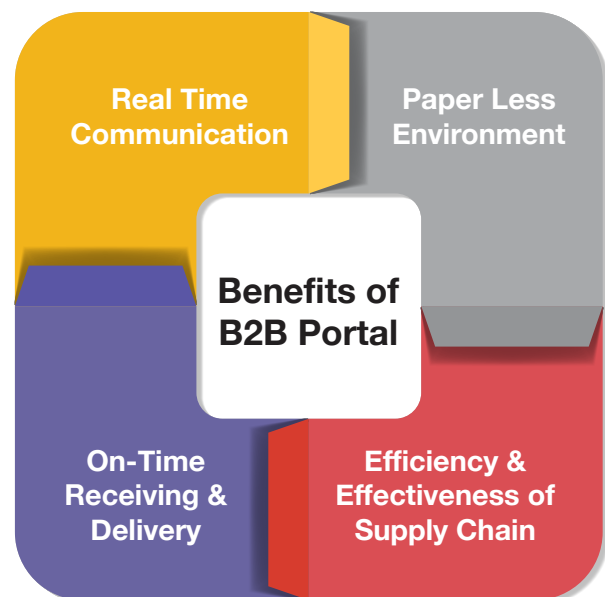 Real Time
Communication
Paper Less
Environment
Benefits of
B2B Portal
On-Time
Receiving &
Delivery
Efficiency &
Effectiveness of
Supply Chain